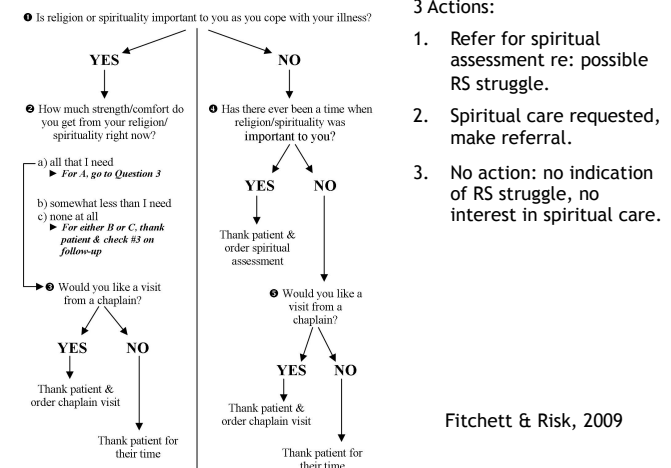 ❶ Is religion or spirituality important to you as you cope with your illness?
YES
NO
❷ How much strength/comfort do
you get from your religion/
spirituality right now?
a) all that I need
► For A, go to Question 3
b) somewhat less than I need
c) none at all
► For either B or C, thank
patient & check #3 on
follow-up
❸ Would you like a visit
from a chaplain?
YES NO
Thank patient &
order chaplain visit
Thank patient for
their time
❹ Has there ever been a time when
religion/spirituality was
important to you?
YES NO
Thank patient &
order spiritual
assessment
❺ Would you like a
visit from a
chaplain?
YES NO
Thank patient &
order chaplain visit
Thank patient for
their time
3 Actions:
1. Refer for spiritual
assessment re: possible
RS struggle.
2. Spiritual care requested,
make referral.
3. No action: no indication
of RS struggle, no
interest in spiritual care.
Fitchett & Risk, 2009